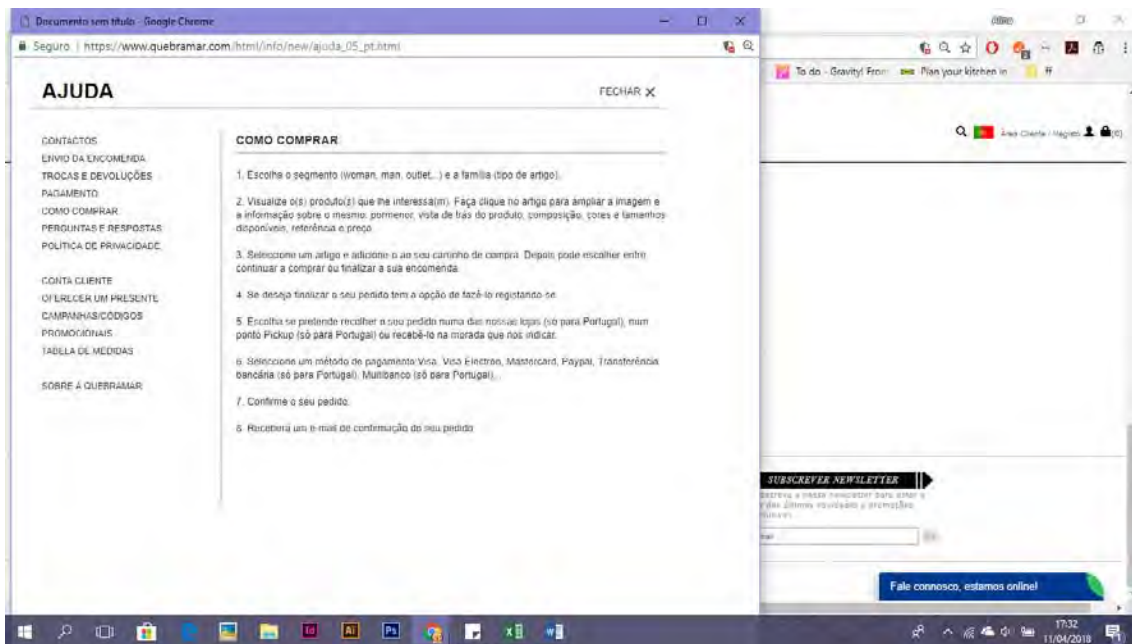 Documento sem título - Google Chrome
Seguro | https://www.quebramar.com/html/info/new/ajuda_05_pt.html
To do - Gravity! From
Plan your kitchen in
ff
AJUDA
FECHAR X
CONTACTOS
ENVIO DA ENCOMENDA
TROCAS E DEVOLUÇÕES
PAGAMENTO
COMO COMPRAR
PERGUNTAS E RESPOSTAS
POLÍTICA DE PRIVACIDADE
CONTA CLIENTE
OFERECER UM PRESENTE
CAMPANHAS/CÓDIGOS
PROMOCIONAIS
TABELA DE MEDIDAS
SOBRE A QUEBRAMAR
COMO COMPRAR
1. Escolha o segmento (woman, man, outlet,..) e a família (tipo de artigo).
2. Visualize o(s) produto(s) que lhe interessa(m). Faça clique no artigo para ampliar a imagem e
a informação sobre o mesmo: pormenor, vista de trás do produto, composição, cores e tamanhos
disponíveis, referência e preço.
3. Seleccione um artigo e adicione o ao seu carrinho de compra. Depois pode escolher entre
continuar a comprar ou finalizar a sua encomenda.
4. Se deseja finalizar o seu pedido tem a opção de fazê-lo registando-se
5. Escolha se pretende recolher o seu pedido numa das nossas lojas (só para Portugal), num
ponto Pickup (só para Portugal) ou recebê-lo na morada que nos indicar.
6. Seleccione um método de pagamento Visa, Visa Electron, Mastercard, Paypal, Transferência
bancária (só para Portugal), Multibanco (só para Portugal).
7. Confirme o seu pedido.
8. Receberá um e-mail de confirmação do seu pedido
Área Cliente / Registo (0)
SUBSCREVER NEWSLETTER
Fale connosco, estamos online!
17:32
11/04/2018